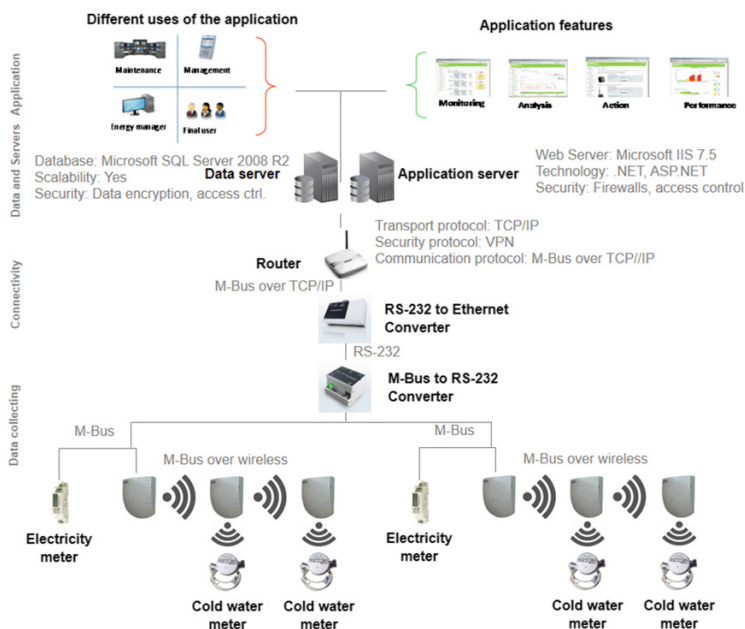 Different uses of the application
Application features
Application
Maintenance
Management
Energy manager
Final user
Monitoring
Analysis
Action
Performance
Data and Servers
Database: Microsoft SQL Server 2008 R2
Scalability: Yes
Security: Data encryption, access ctrl.
Data server
Application server
Web Server: Microsoft IIS 7.5
Technology: .NET, ASP.NET
Security: Firewalls, access control
Connectivity
Transport protocol: TCP/IP
Security protocol: VPN
Communication protocol: M-Bus over TCP//IP
Router
M-Bus over TCP/IP
RS-232 to Ethernet
Converter
RS-232
Data collecting
M-Bus to RS-232
Converter
M-Bus
M-Bus over wireless
Electricity
meter
Cold water
meter
Cold water
meter
M-Bus
M-Bus over wireless
Electricity
meter
Cold water
meter
Cold water
meter